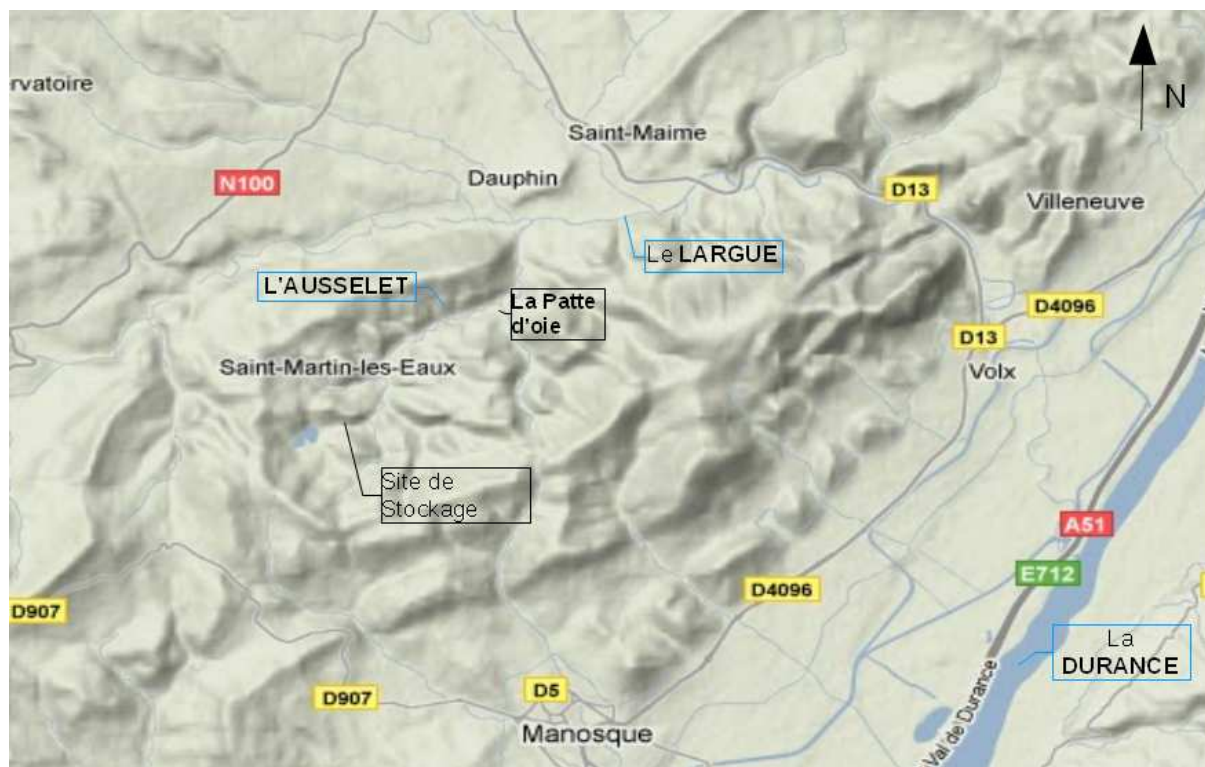 N
rvatoire
Saint-Maime
Dauphin
N100
D13
Villeneuve
Le LARGUE
L'AUSSELET
La Patte
d'oie
D4096
D13
Volx
Saint-Martin-les-Eaux
Site de
Stockage
A51
E712
D4096
D907
La
DURANCE
D907
D5
Manosque
Val de Durance